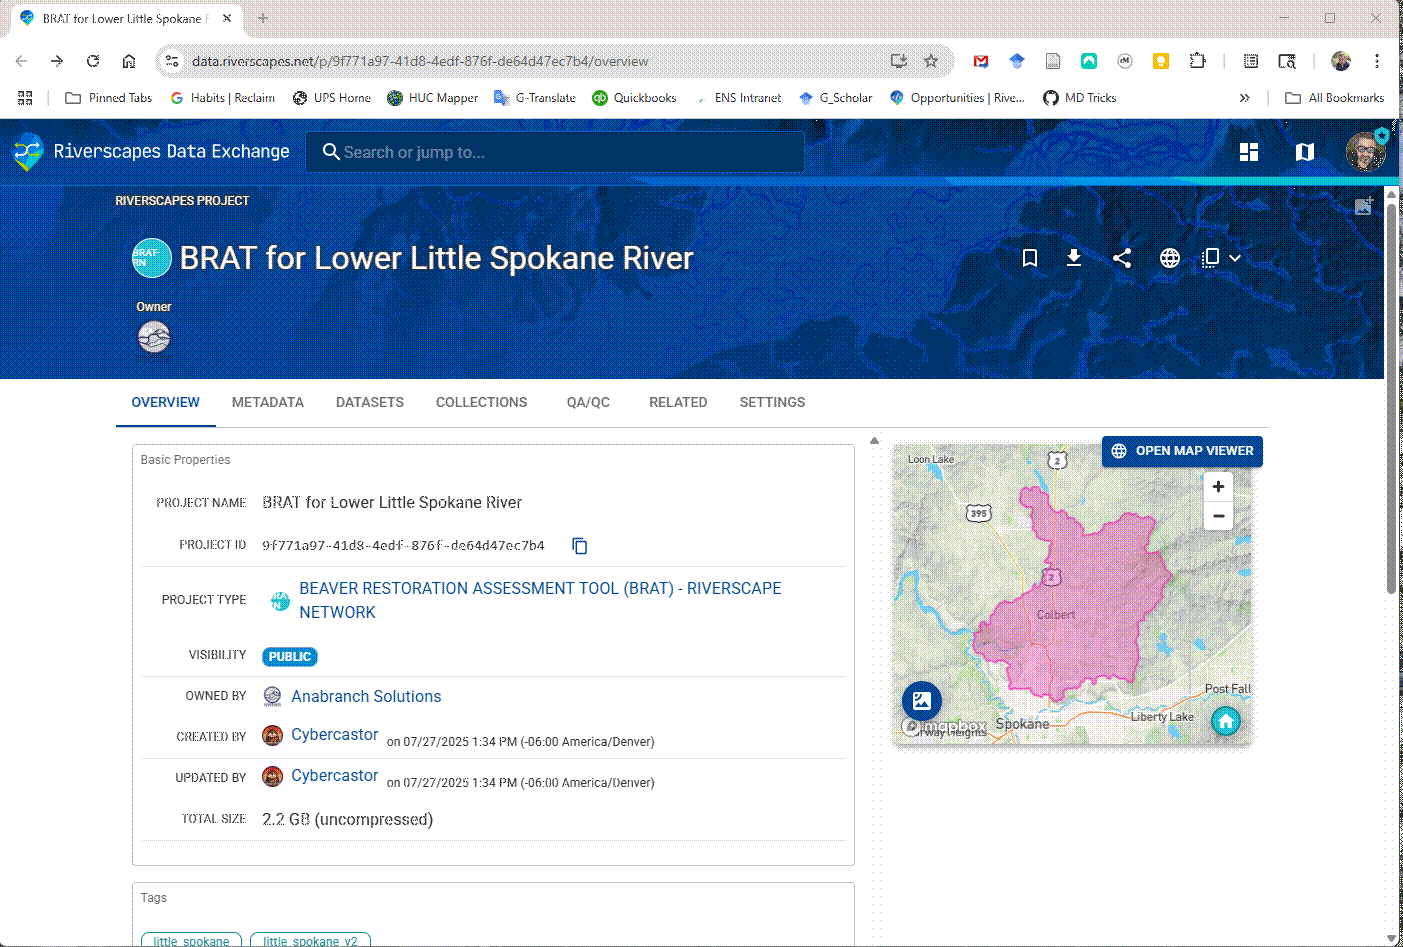 BRAT for Lower Little Spokane R
data.riverscapes.net/p/9f771a97-41d8-4edf-876f-de64d47ec7b4/overview
Pinned Tabs
Habits | Reclaim
UPS Home
HUC Mapper
G-Translate
Quickbooks
ENS Intranet
G_Scholar
Opportunities | Rive...
MD Tricks
»
All Bookmarks
Riverscapes Data Exchange
Search or jump to...
RIVERSCAPES PROJECT
BRAT-RN
BRAT for Lower Little Spokane River
Owner
OVERVIEW
METADATA
DATASETS
COLLECTIONS
QA/QC
RELATED
SETTINGS
Basic Properties
PROJECT NAME BRAT for Lower Little Spokane River
PROJECT ID 9f771a97-41d8-4edf-876f-de64d47ec7b4
PROJECT TYPE BEAVER RESTORATION ASSESSMENT TOOL (BRAT) - RIVERSCAPE
NETWORK
VISIBILITY PUBLIC
OWNED BY Anabranch Solutions
CREATED BY Cybercastor on 07/27/2025 1:34 PM (-06:00 America/Denver)
UPDATED BY Cybercastor on 07/27/2025 1:34 PM (-06:00 America/Denver)
TOTAL SIZE 2.2 GB (uncompressed)
Tags
little_spokane
little_spokane_v2
OPEN MAP VIEWER
Loon Lake
2
+
−
395
2
Colbert
Post Fall
Liberty Lake
Spokane
mapbox
way Heights